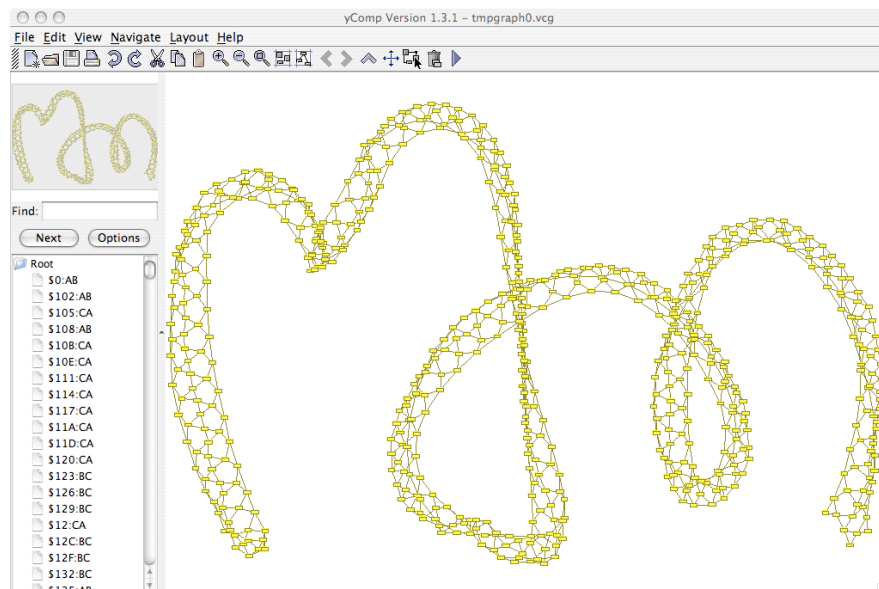 yComp Version 1.3.1 - tmpgraph0.vcg
File Edit View Navigate Layout Help
Find:
Next Options
Root
$0:AB
$102:AB
$105:CA
$108:AB
$10B:CA
$10E:CA
$111:CA
$114:CA
$117:CA
$11A:CA
$11D:CA
$120:CA
$123:BC
$126:BC
$129:BC
$12:CA
$12C:BC
$12F:BC
$132:BC